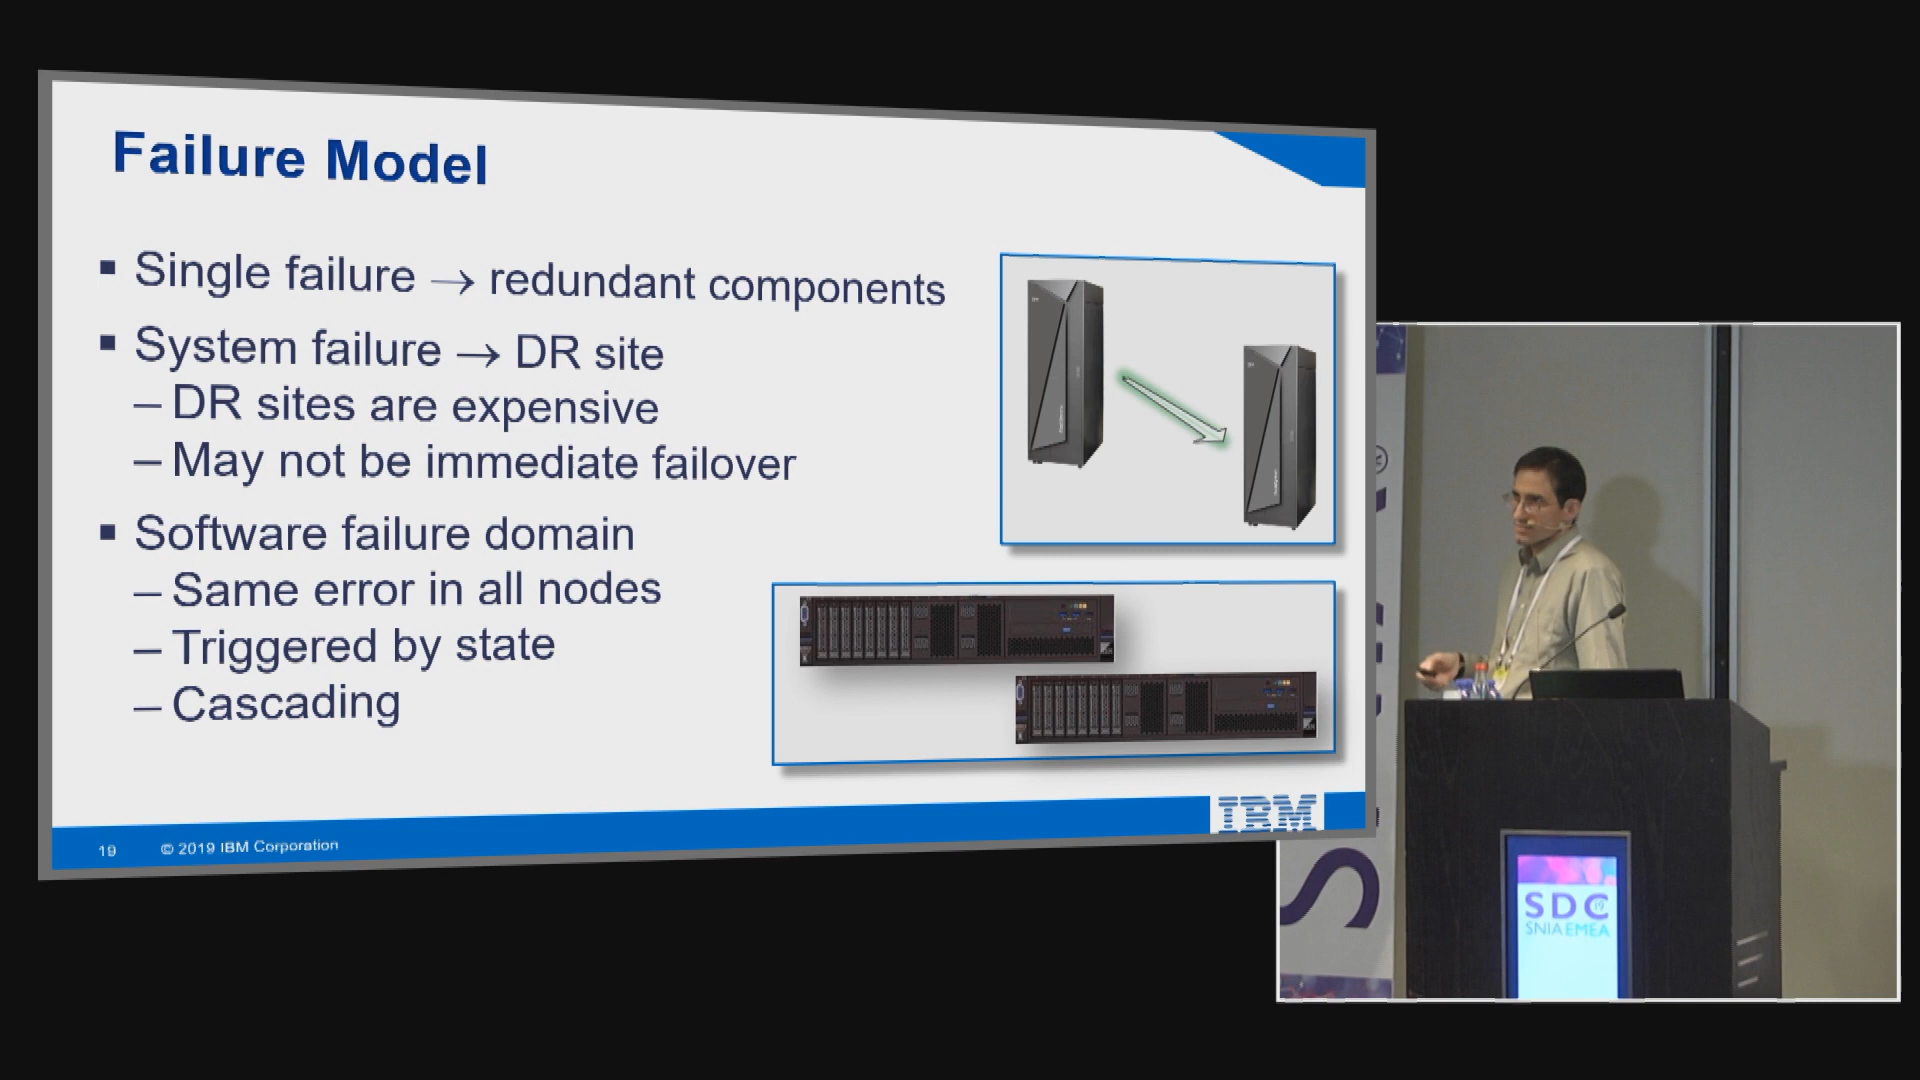 Failure Model
▪ Single failure → redundant components
▪ System failure → DR site
– DR sites are expensive
– May not be immediate failover
▪ Software failure domain
– Same error in all nodes
– Triggered by state
– Cascading
IBM
19 © 2019 IBM Corporation
S
®
SDC 19
SNIA EMEA